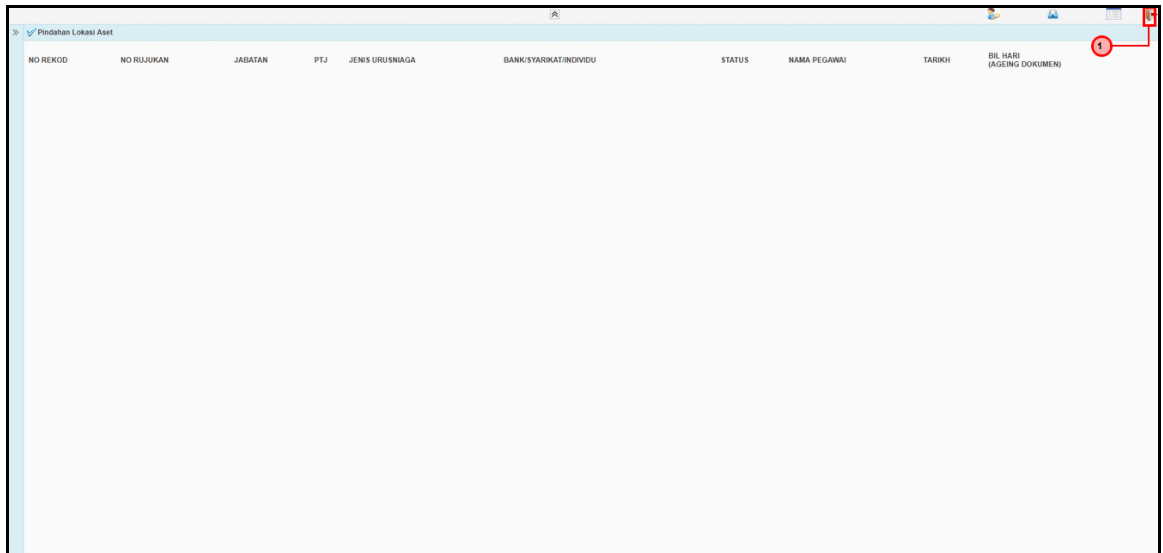 Pindahan Lokasi Aset
1
NO REKOD NO RUJUKAN JABATAN PTJ JENIS URUSNIAGA BANK/SYARIKAT/INDIVIDU STATUS NAMA PEGAWAI TARIKH BIL HARI
(AGEING DOKUMEN)